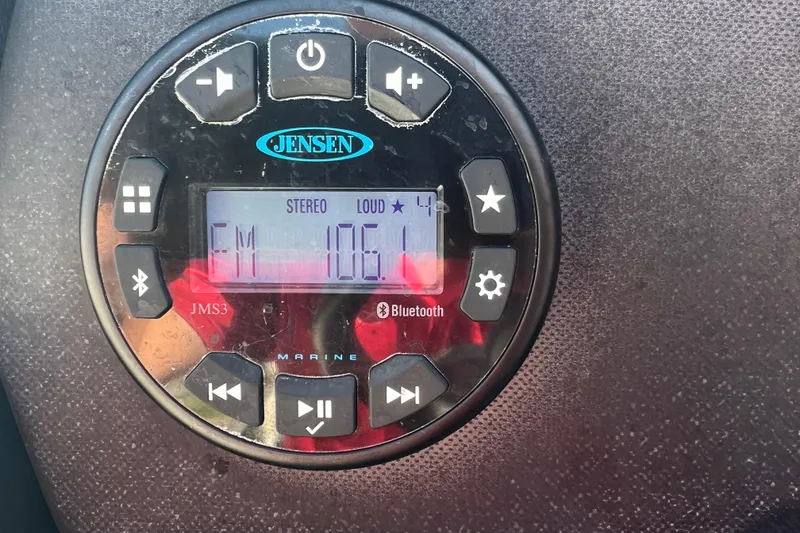 JENSEN
STEREO LOUD ★ 4
FM 106.1
JMS3
Bluetooth
MARINE